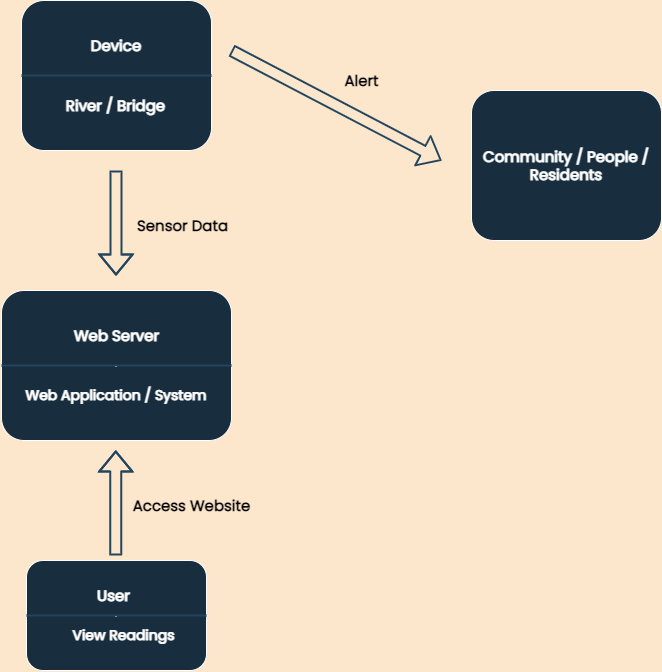 Device
River / Bridge
Alert
Community / People /
Residents
Sensor Data
Web Server
Web Application / System
Access Website
User
View Readings